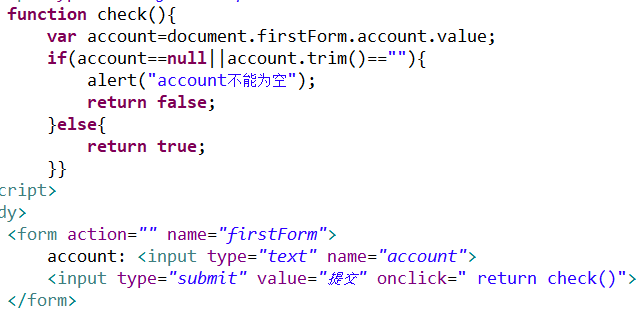 function check(){
var account=document.firstForm.account.value;
if(account==null||account.trim()==""){
alert("account不能为空");
return false;
}else{
return true;
}}
cript>
dy>
<form action="" name="firstForm">
account: <input type="text" name="account">
<input type="submit" value="提交" onclick=" return check()">
</form>